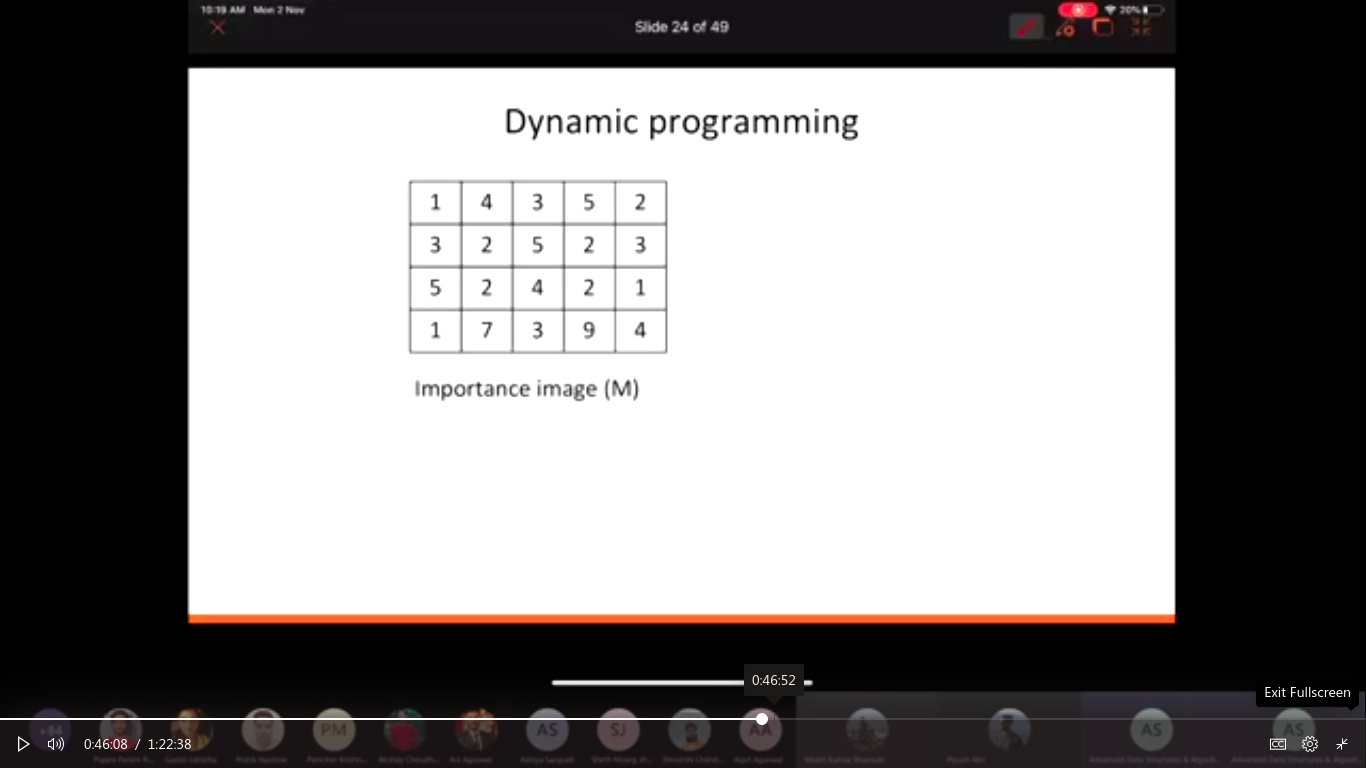 10:19 AM Mon 2 Nov
20%
Slide 24 of 49
Dynamic programming
1 4 3 5 2
3 2 5 2 3
5 2 4 2 1
1 7 3 9 4
Importance image (M)
0:46:52
Exit Fullscreen
+84
PM
AS
SJ
AA
AS
AS
0:46:08 / 1:22:38
CC